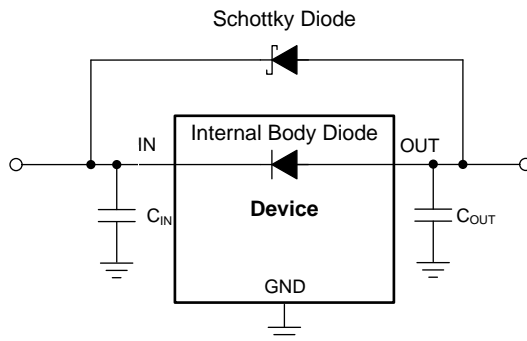 Schottky Diode
IN
Internal Body Diode
OUT
Device
C_IN
C_OUT
GND